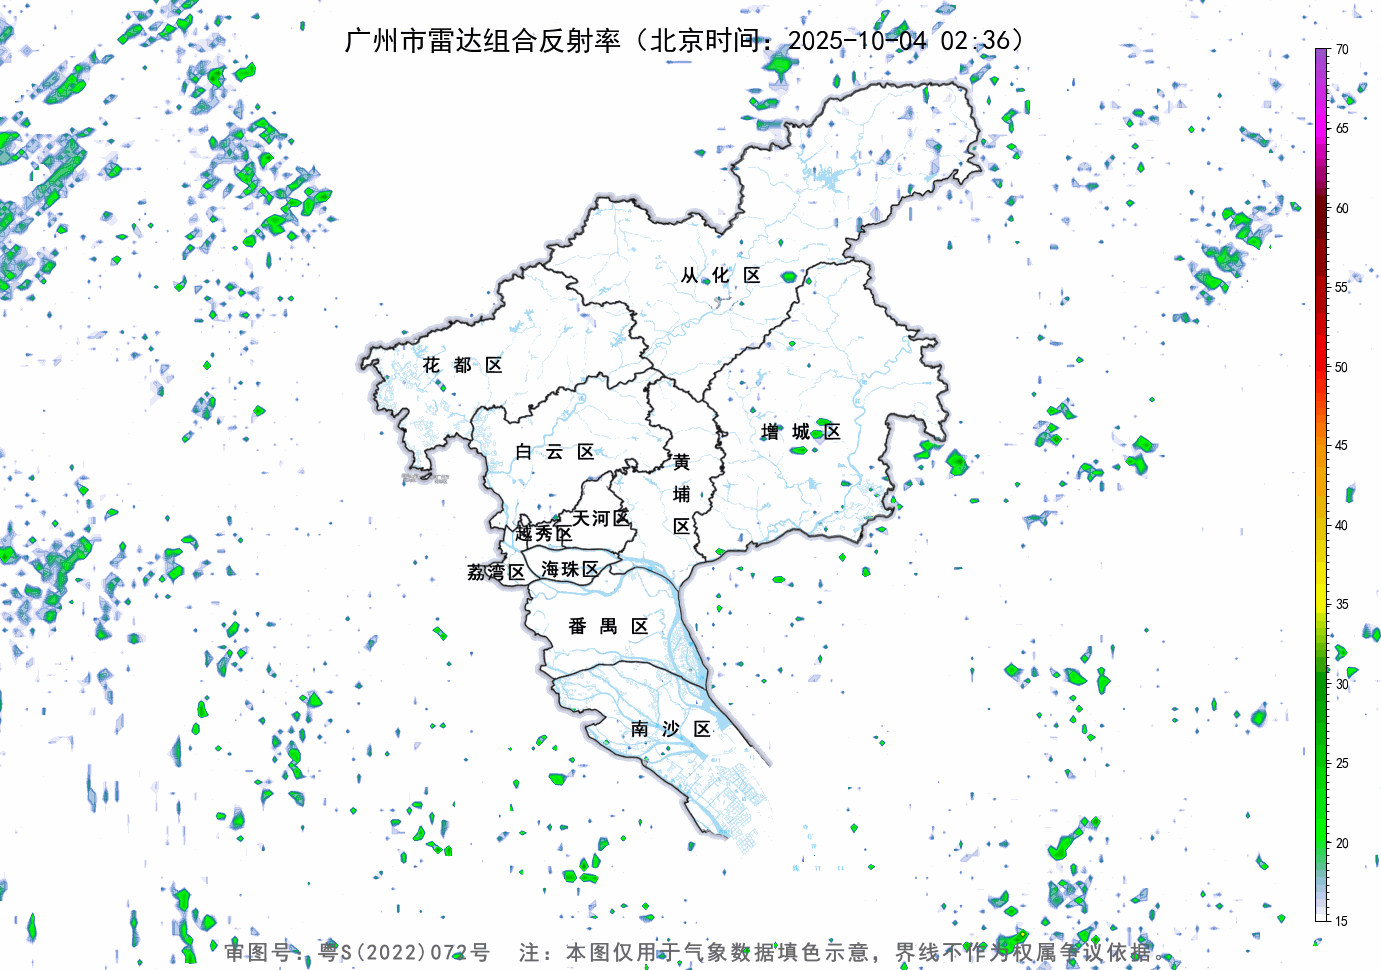 广州市雷达组合反射率（北京时间：2025-10-04 02:36）
70
65
60
55
50
45
40
35
30
25
20
15
从化区
花都区
增城区
白云区
黄埔区
天河区
越秀区
荔湾区
海珠区
番禺区
南沙区
审图号：粤S(2022)072号 注：本图仅用于气象数据填色示意，界线不作为权属争议依据。